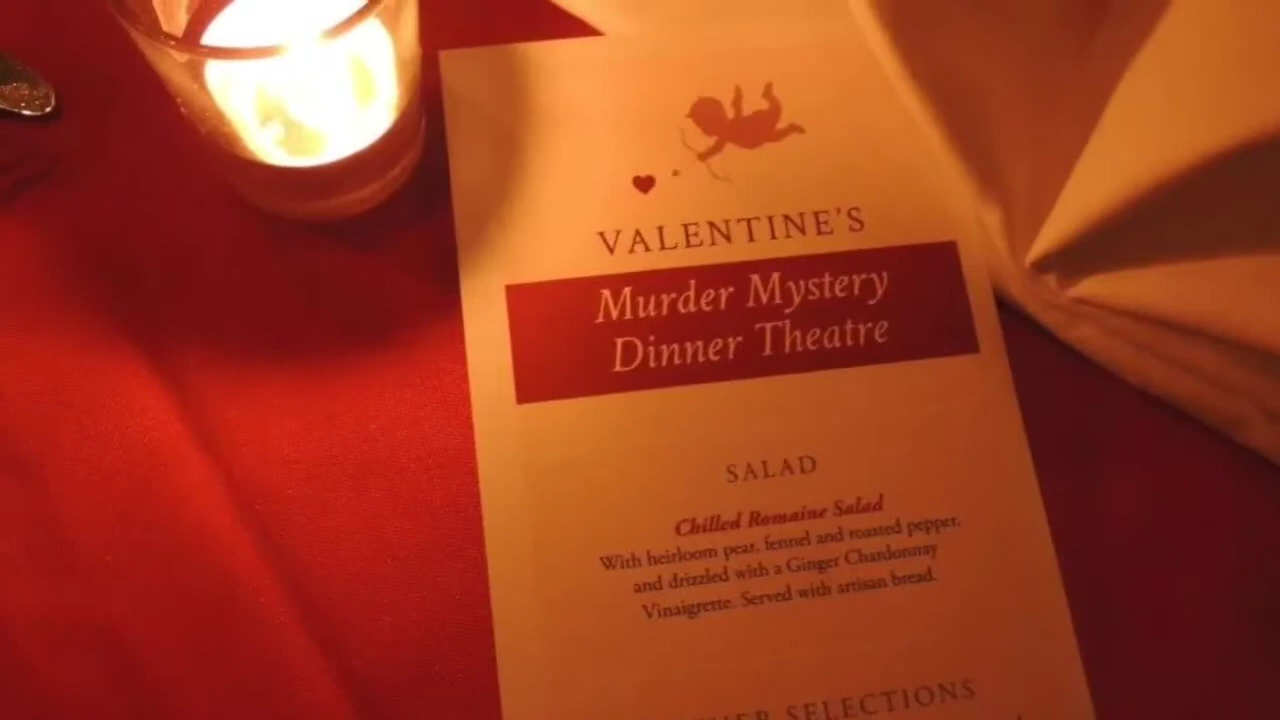 VALENTINE'S
Murder Mystery
Dinner Theatre
SALAD
Chilled Romaine Salad
With heirloom pear, fennel and roasted pepper,
and drizzled with a Ginger Chardonnay
Vinaigrette. Served with artisan bread.
SELECTIONS